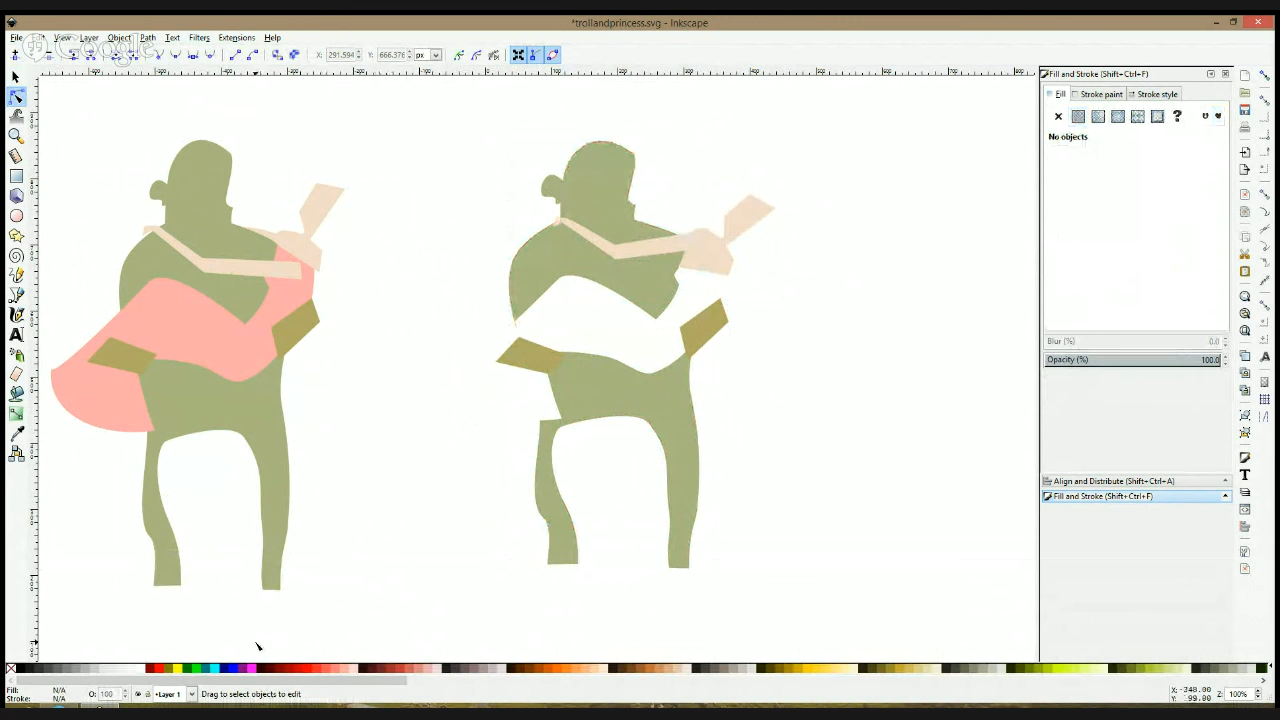 *trollandprincess.svg - Inkscape
File Edit View Layer Object Path Text Filters Extensions Help
Google
X: 291.594 Y: 666.376 px
Fill and Stroke (Shift+Ctrl+F)
Fill Stroke paint Stroke style
No objects
Blur (%) 0.0
Opacity (%) 100.0
Align and Distribute (Shift+Ctrl+A)
Fill and Stroke (Shift+Ctrl+F)
Fill: N/A O: 100 •Layer 1 Drag to select objects to edit X: -348.00 Z: 100%
Stroke: N/A Y: -99.00